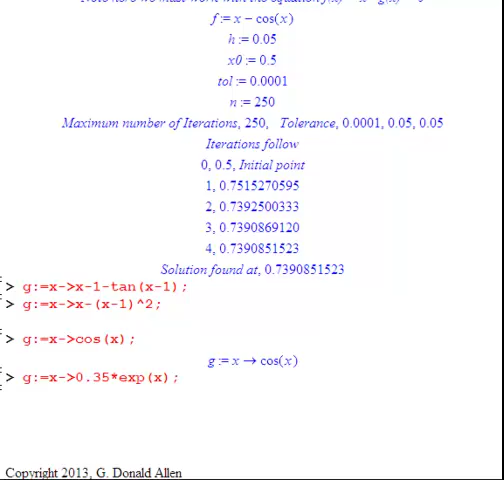 f := x − cos(x)
h := 0.05
x0 := 0.5
tol := 0.0001
n := 250
Maximum number of Iterations, 250, Tolerance, 0.0001, 0.05, 0.05
Iterations follow
0, 0.5, Initial point
1, 0.7515270595
2, 0.7392500333
3, 0.7390869120
4, 0.7390851523
Solution found at, 0.7390851523
> g:=x->x-1-tan(x-1);
> g:=x->x-(x-1)^2;
> g:=x->cos(x);
g := x → cos(x)
> g:=x->0.35*exp(x);
Copyright 2013, G. Donald Allen